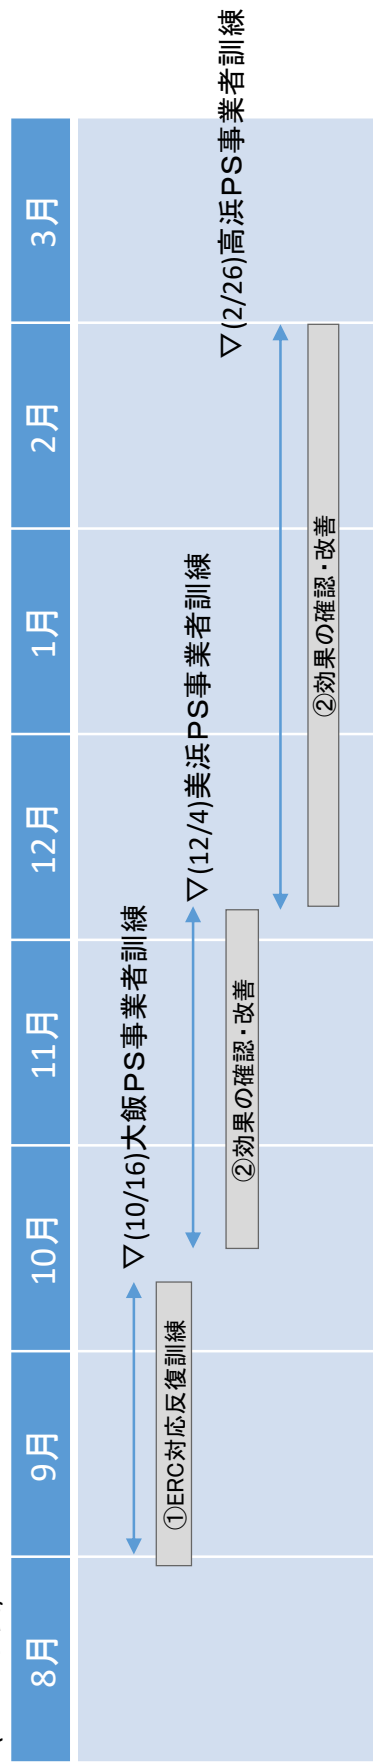 8月
9月
10月
11月
12月
1月
2月
3月
▽(10/16)大飯PS事業者訓練
①ERC対応反復訓練
▽(12/4)美浜PS事業者訓練
②効果の確認・改善
▽(2/26)高浜PS事業者訓練
②効果の確認・改善